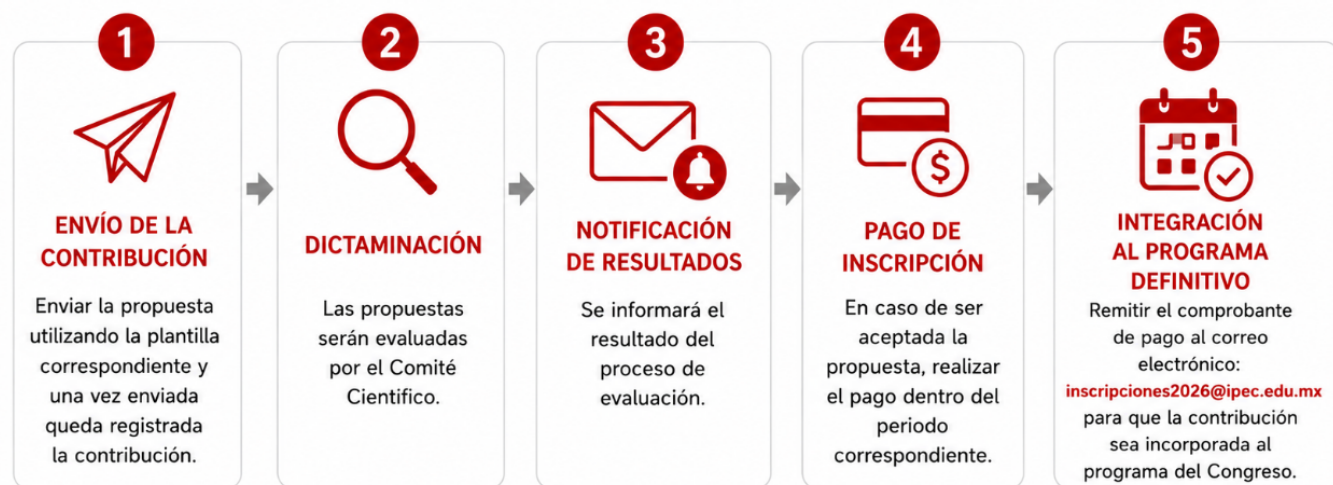 1
ENVÍO DE LA
CONTRIBUCIÓN
Enviar la propuesta
utilizando la plantilla
correspondiente y
una vez enviada
queda registrada
la contribución.
2
DICTAMINACIÓN
Las propuestas
serán evaluadas
por el Comité
Cientifico.
3
NOTIFICACIÓN
DE RESULTADOS
Se informará el
resultado del
proceso de
evaluación.
4
$
PAGO DE
INSCRIPCIÓN
En caso de ser
aceptada la
propuesta, realizar
el pago dentro del
periodo
correspondiente.
5
INTEGRACIÓN
AL PROGRAMA
DEFINITIVO
Remitir el comprobante
de pago al correo
electrónico:
inscripciones2026@ipec.edu.mx
para que la contribución
sea incorporada al
programa del Congreso.